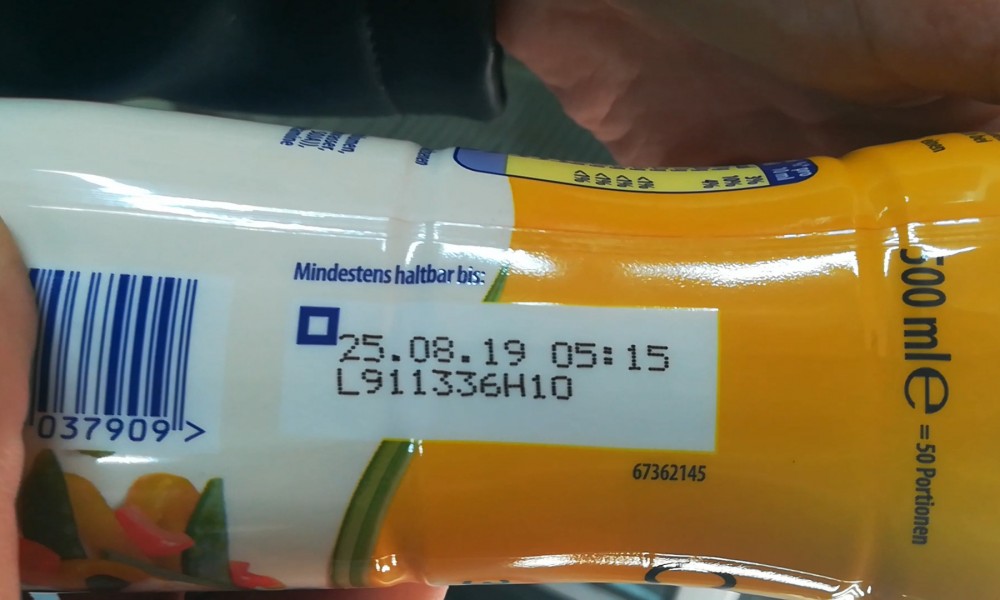 Mindestens haltbar bis:
25.08.19 05:15
L911336H10
037909>
67362145
500 ml e = 50 Portionen